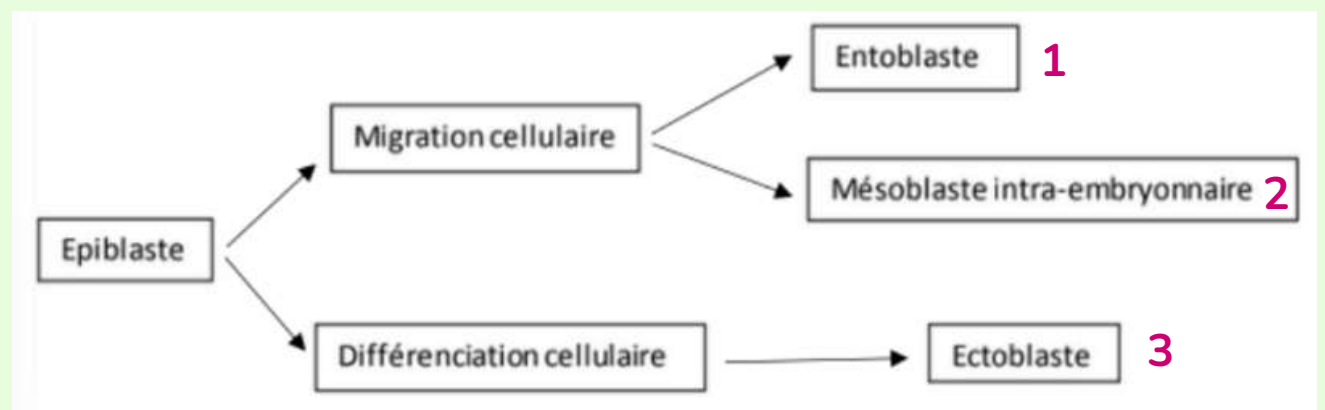 Entoblaste 1
Migration cellulaire
Mésoblaste intra-embryonnaire 2
Epiblaste
Différenciation cellulaire
Ectoblaste 3